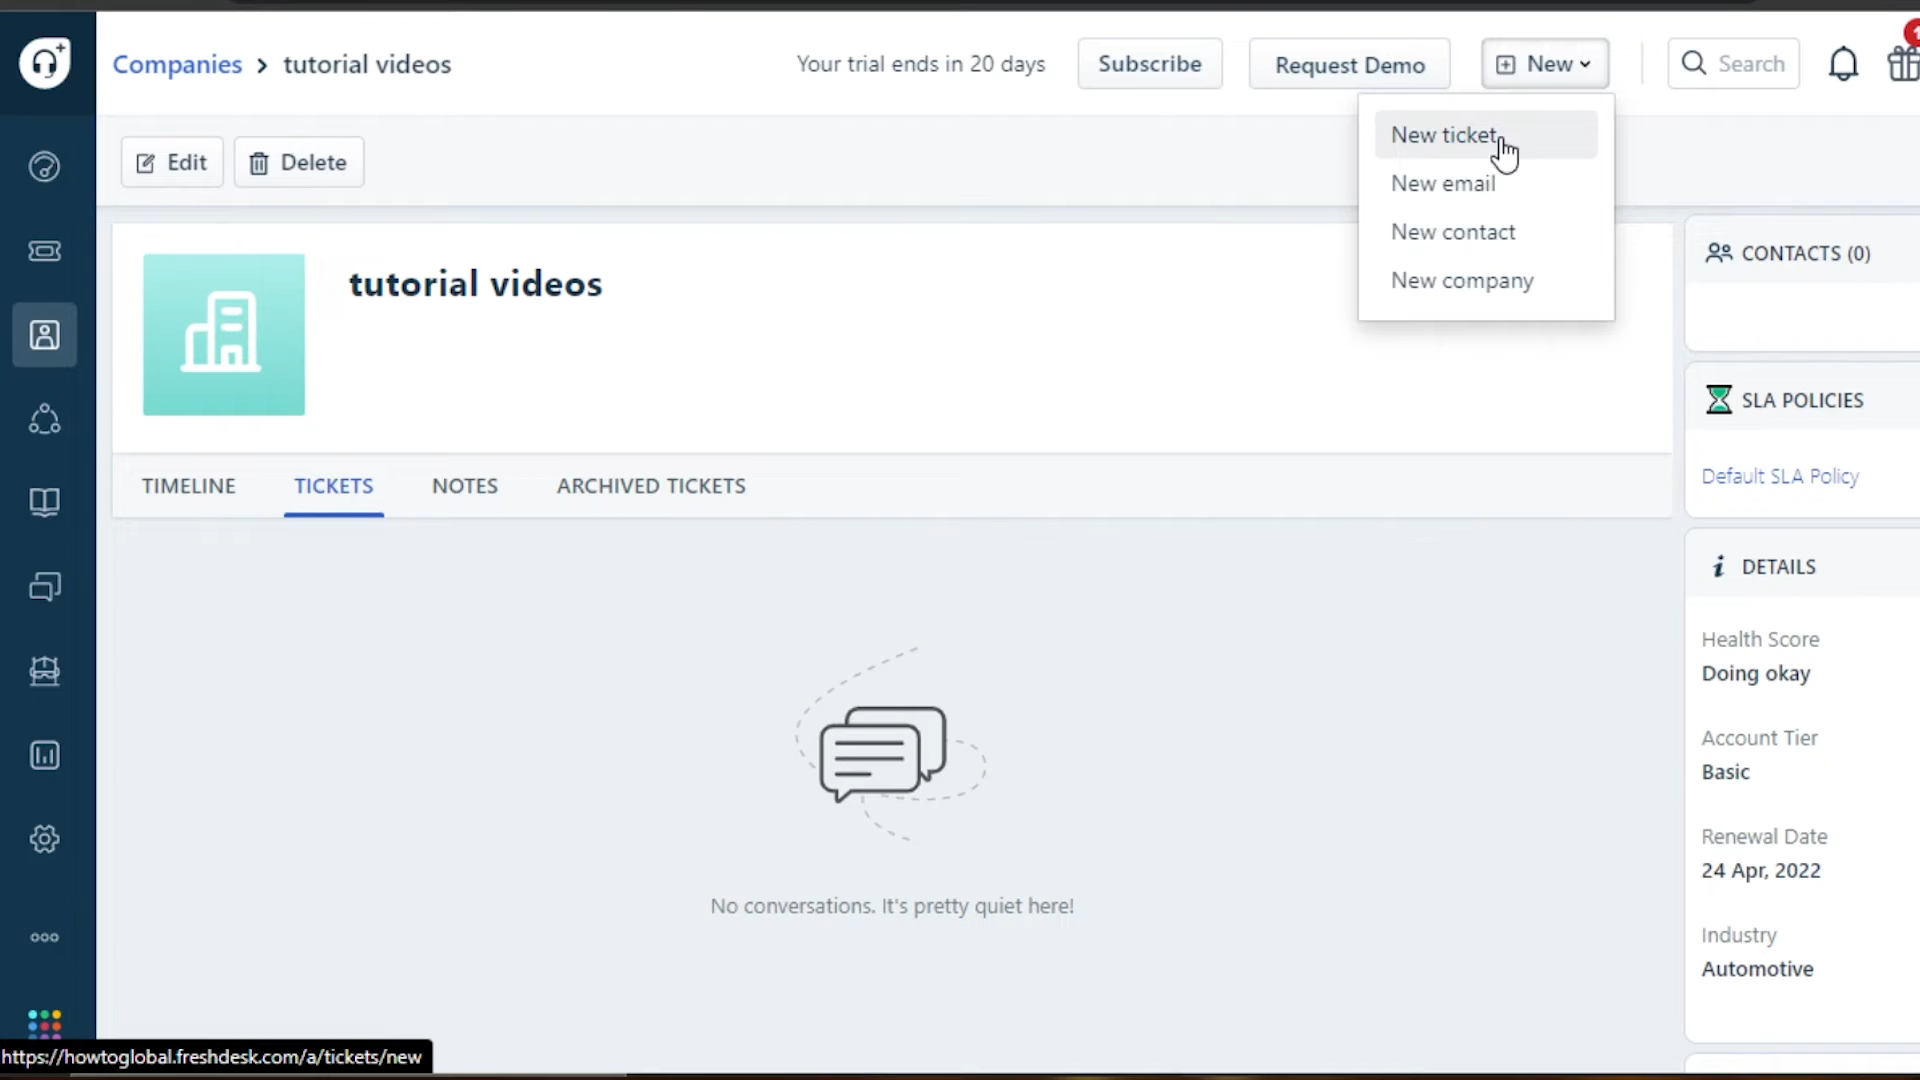 Companies > tutorial videos
Your trial ends in 20 days
Subscribe
Request Demo
New
Search
1
New ticket
New email
New contact
New company
Edit
Delete
tutorial videos
TIMELINE
TICKETS
NOTES
ARCHIVED TICKETS
No conversations. It's pretty quiet here!
CONTACTS (0)
SLA POLICIES
Default SLA Policy
DETAILS
Health Score
Doing okay
Account Tier
Basic
Renewal Date
24 Apr, 2022
Industry
Automotive
https://howtoglobal.freshdesk.com/a/tickets/new